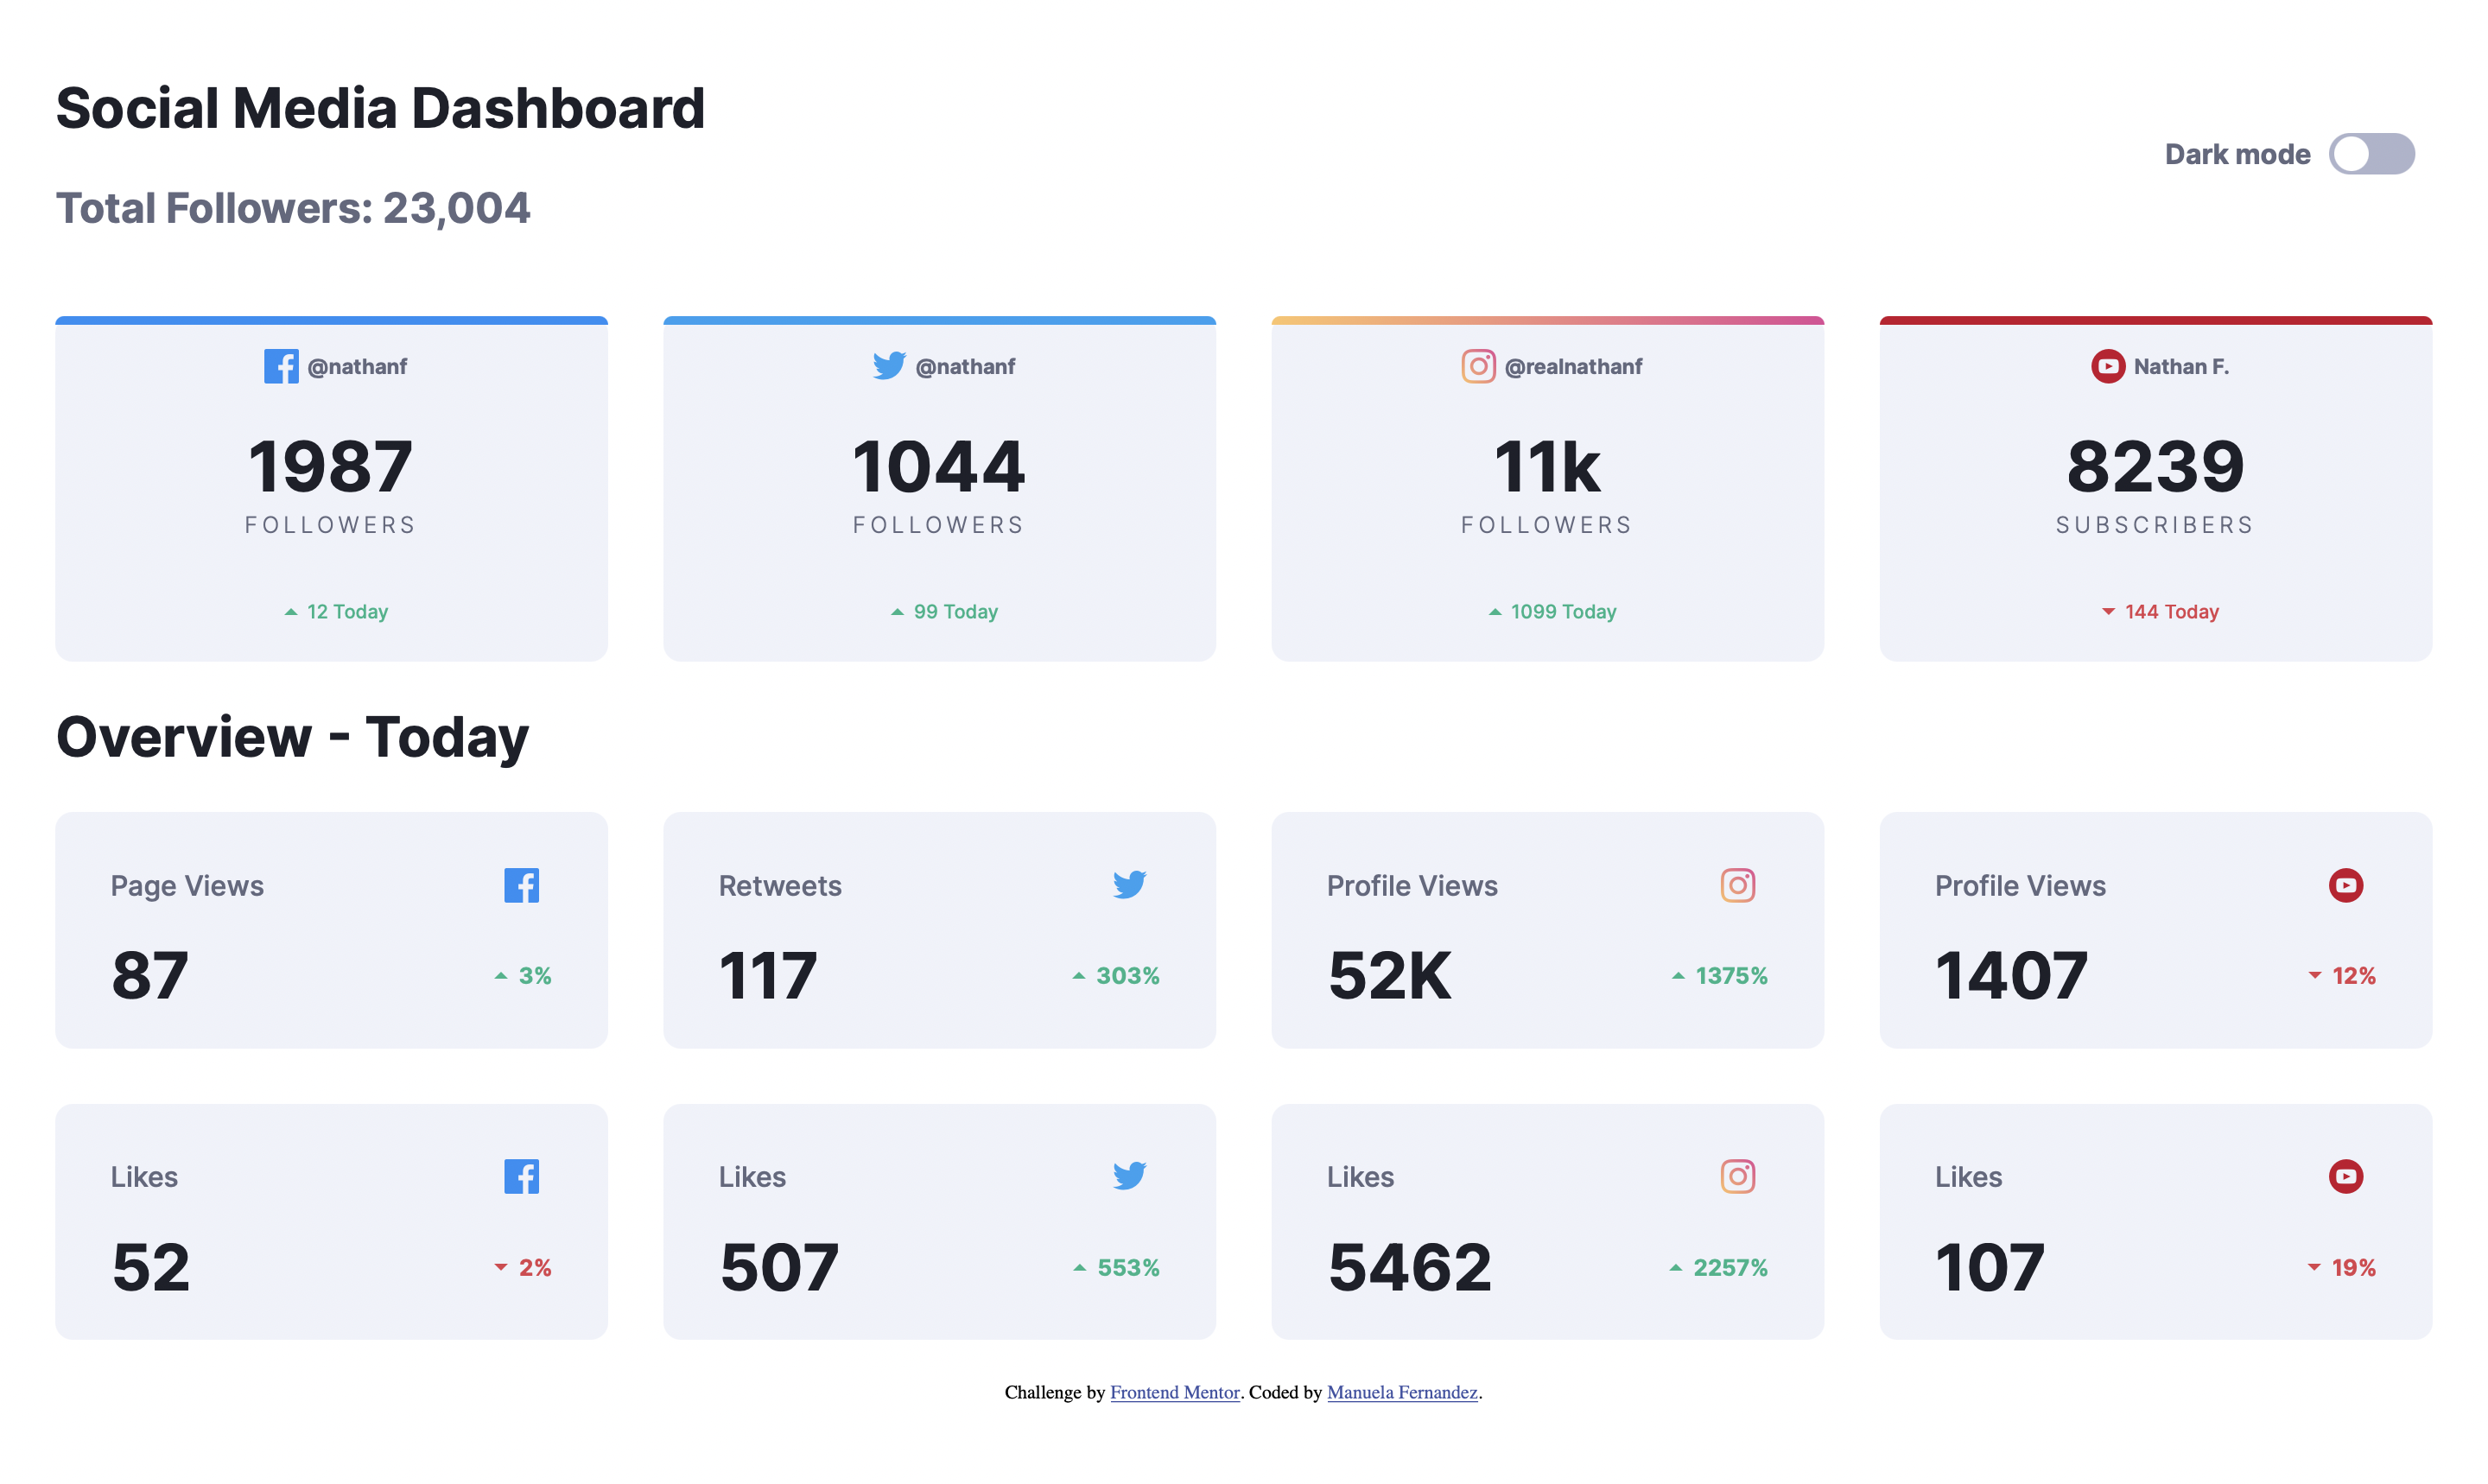 Social Media Dashboard
Total Followers: 23,004
Dark mode
@nathanf
1987
FOLLOWERS
12 Today
@nathanf
1044
FOLLOWERS
99 Today
@realnathanf
11k
FOLLOWERS
1099 Today
Nathan F.
8239
SUBSCRIBERS
144 Today
Overview - Today
Page Views
87
3%
Retweets
117
303%
Profile Views
52K
1375%
Profile Views
1407
12%
Likes
52
2%
Likes
507
553%
Likes
5462
2257%
Likes
107
19%
Challenge by Frontend Mentor. Coded by Manuela Fernandez.